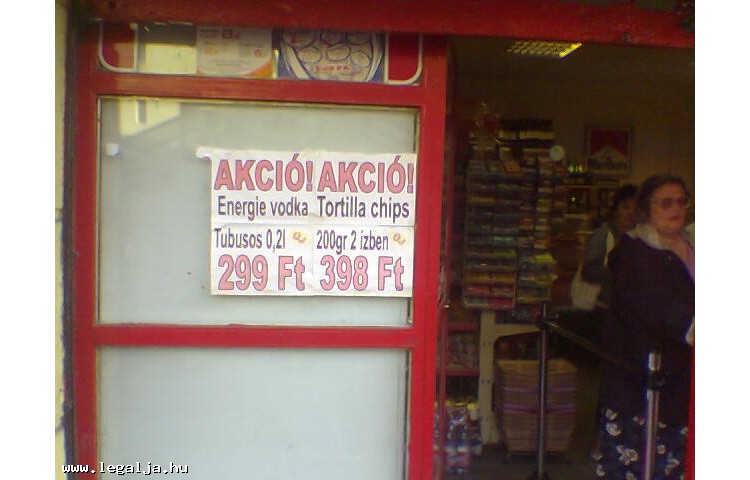 AKCIÓ! AKCIÓ!
Energie vodka Tortilla chips
Tubusos 0,2l 200gr 2 ízben
299 Ft 398 Ft
www.legalja.hu